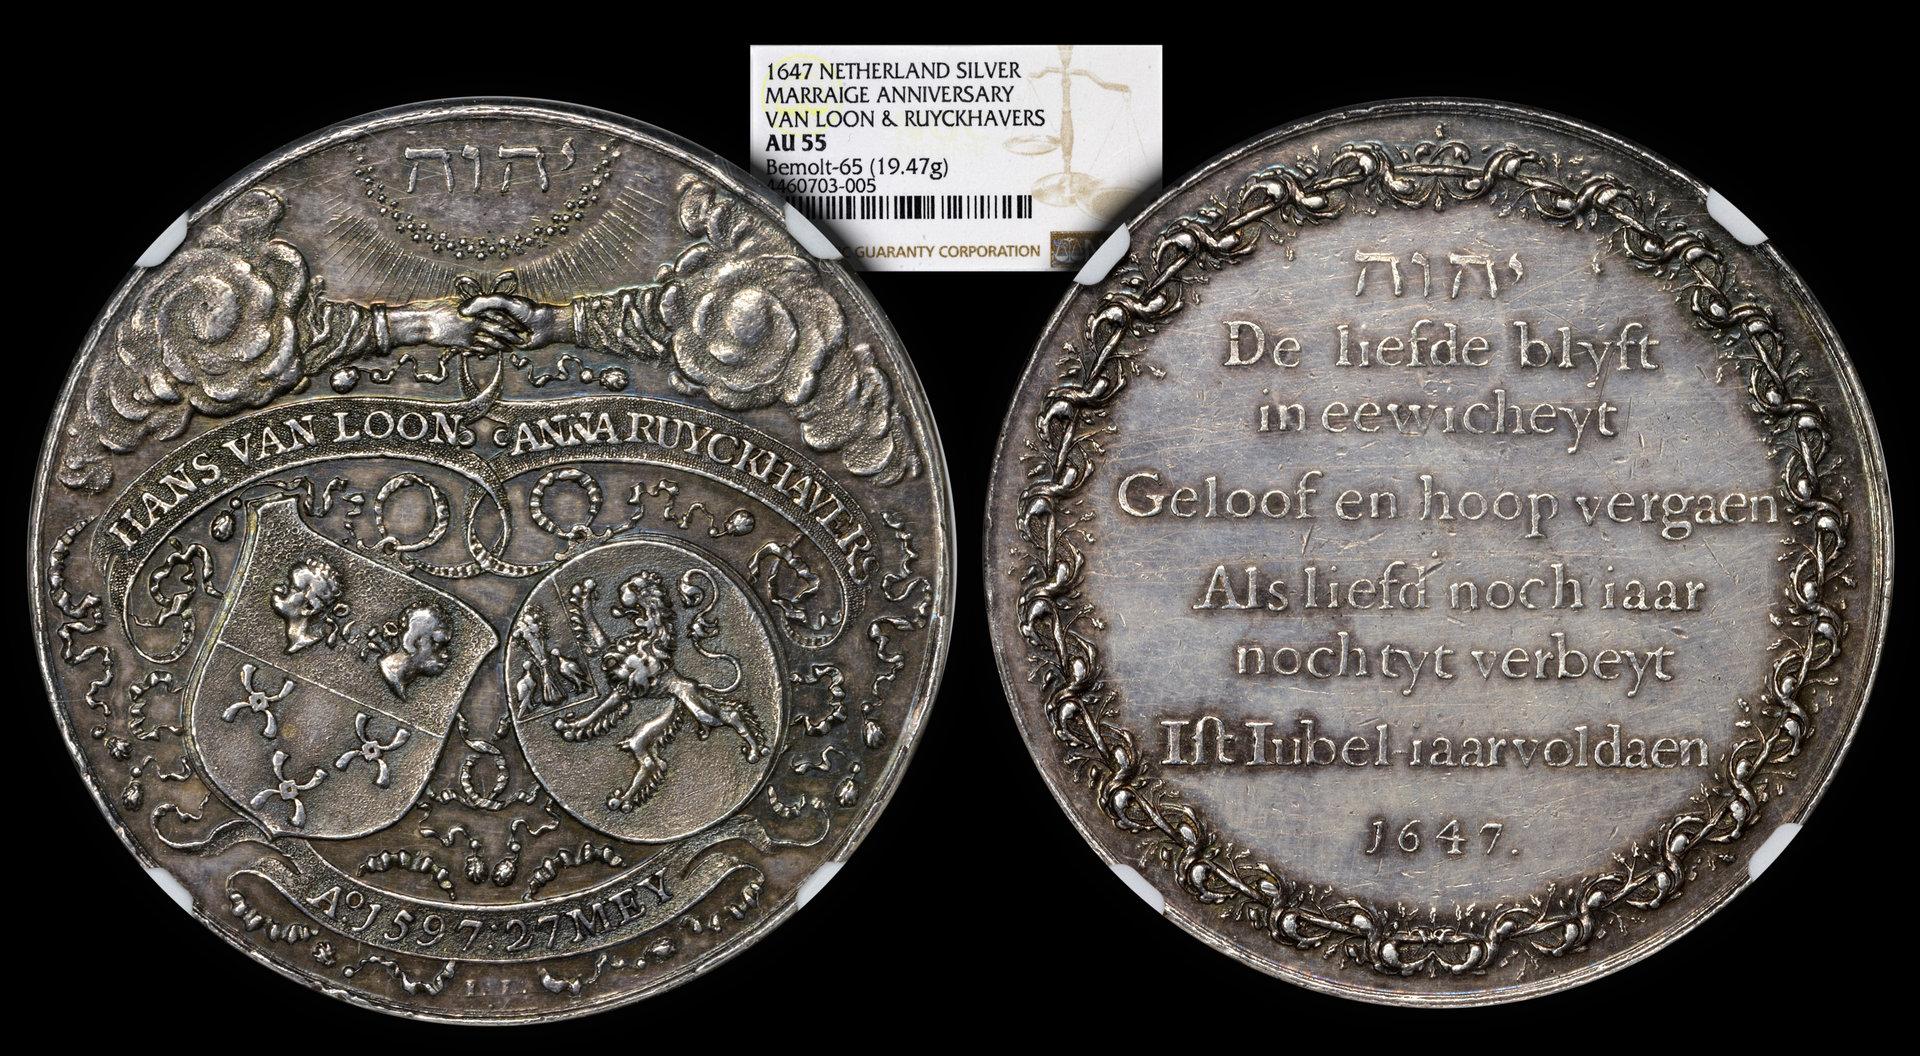 1647 NETHERLAND SILVER
MARRAIGE ANNIVERSARY
VAN LOON & RUYCKHAVERS
AU 55
Bemolt-65 (19.47g)
4460703-005
GUARANTY CORPORATION
יהוה
HANS VAN LOON
ANNA RUYCKHAVERS
Aº. 1597: 27 MEY
יהוה
De liefde blyft
in eewicheyt
Geloof en hoop vergaen
Als liefd noch iaar
noch tyt verbeyt
Iſt Iubel-iaar voldaen
1647.